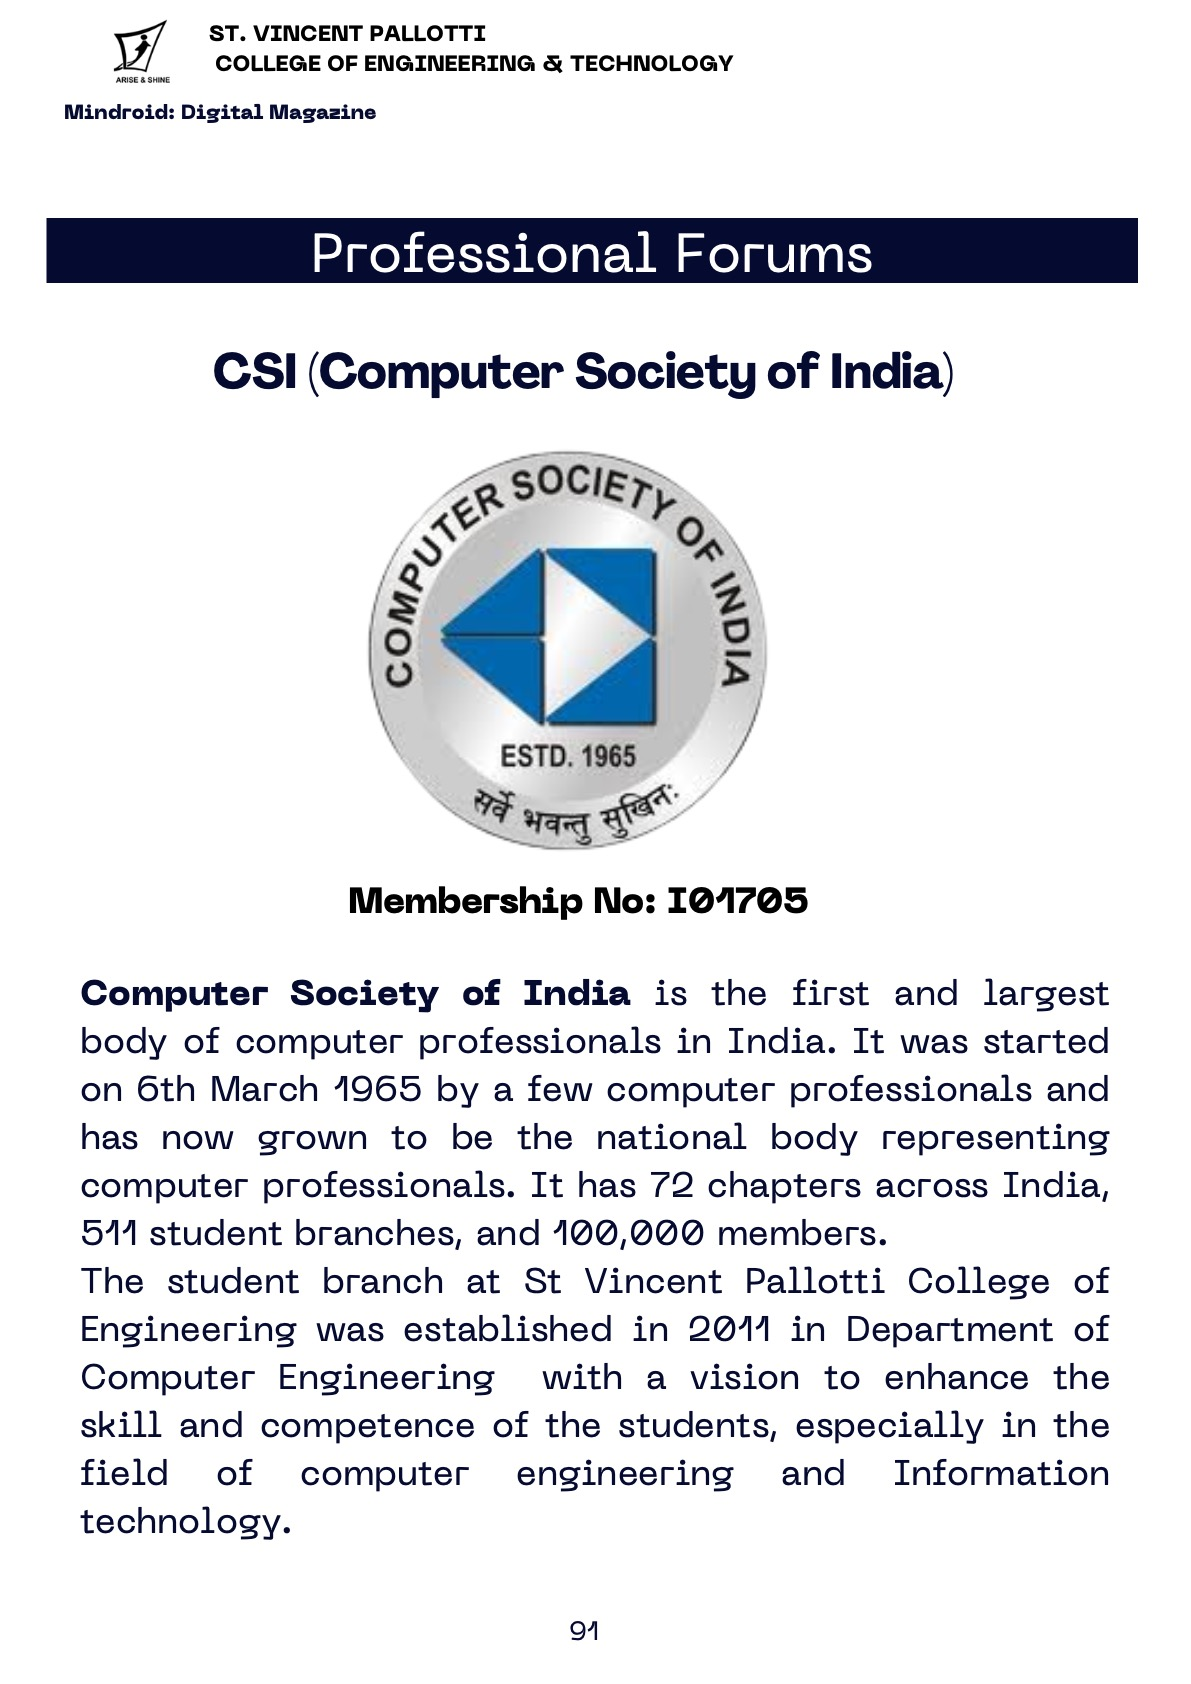 ST. VINCENT PALLOTTI
COLLEGE OF ENGINEERING & TECHNOLOGY
ARISE & SHINE
Mindroid: Digital Magazine
Professional Forums
CSI (Computer Society of India)
COMPUTER SOCIETY OF INDIA
ESTD. 1965
सर्वे भवन्तु सुखिनः
Membership No: I01705
Computer Society of India is the first and largest
body of computer professionals in India. It was started
on 6th March 1965 by a few computer professionals and
has now grown to be the national body representing
computer professionals. It has 72 chapters across India,
511 student branches, and 100,000 members.
The student branch at St Vincent Pallotti College of
Engineering was established in 2011 in Department of
Computer Engineering with a vision to enhance the
skill and competence of the students, especially in the
field of computer engineering and Information
technology.
91